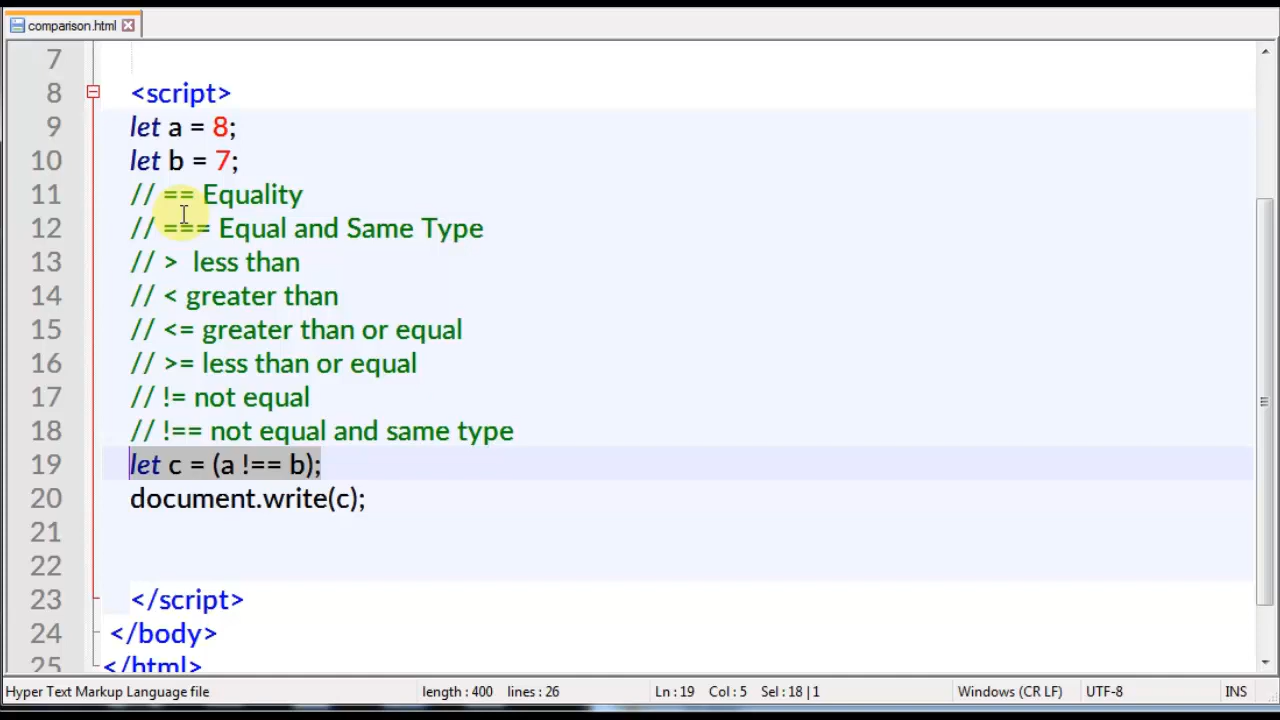 comparison.html
7
8 <script>
9 let a = 8;
10 let b = 7;
11 // == Equality
12 // === Equal and Same Type
13 // >  less than
14 // < greater than
15 // <= greater than or equal
16 // >= less than or equal
17 // != not equal
18 // !== not equal and same type
19 let c = (a !== b);
20 document.write(c);
21
22
23 </script>
24 </body>
25 </html>
Hyper Text Markup Language file length : 400 lines : 26 Ln : 19 Col : 5 Sel : 18 | 1 Windows (CR LF) UTF-8 INS